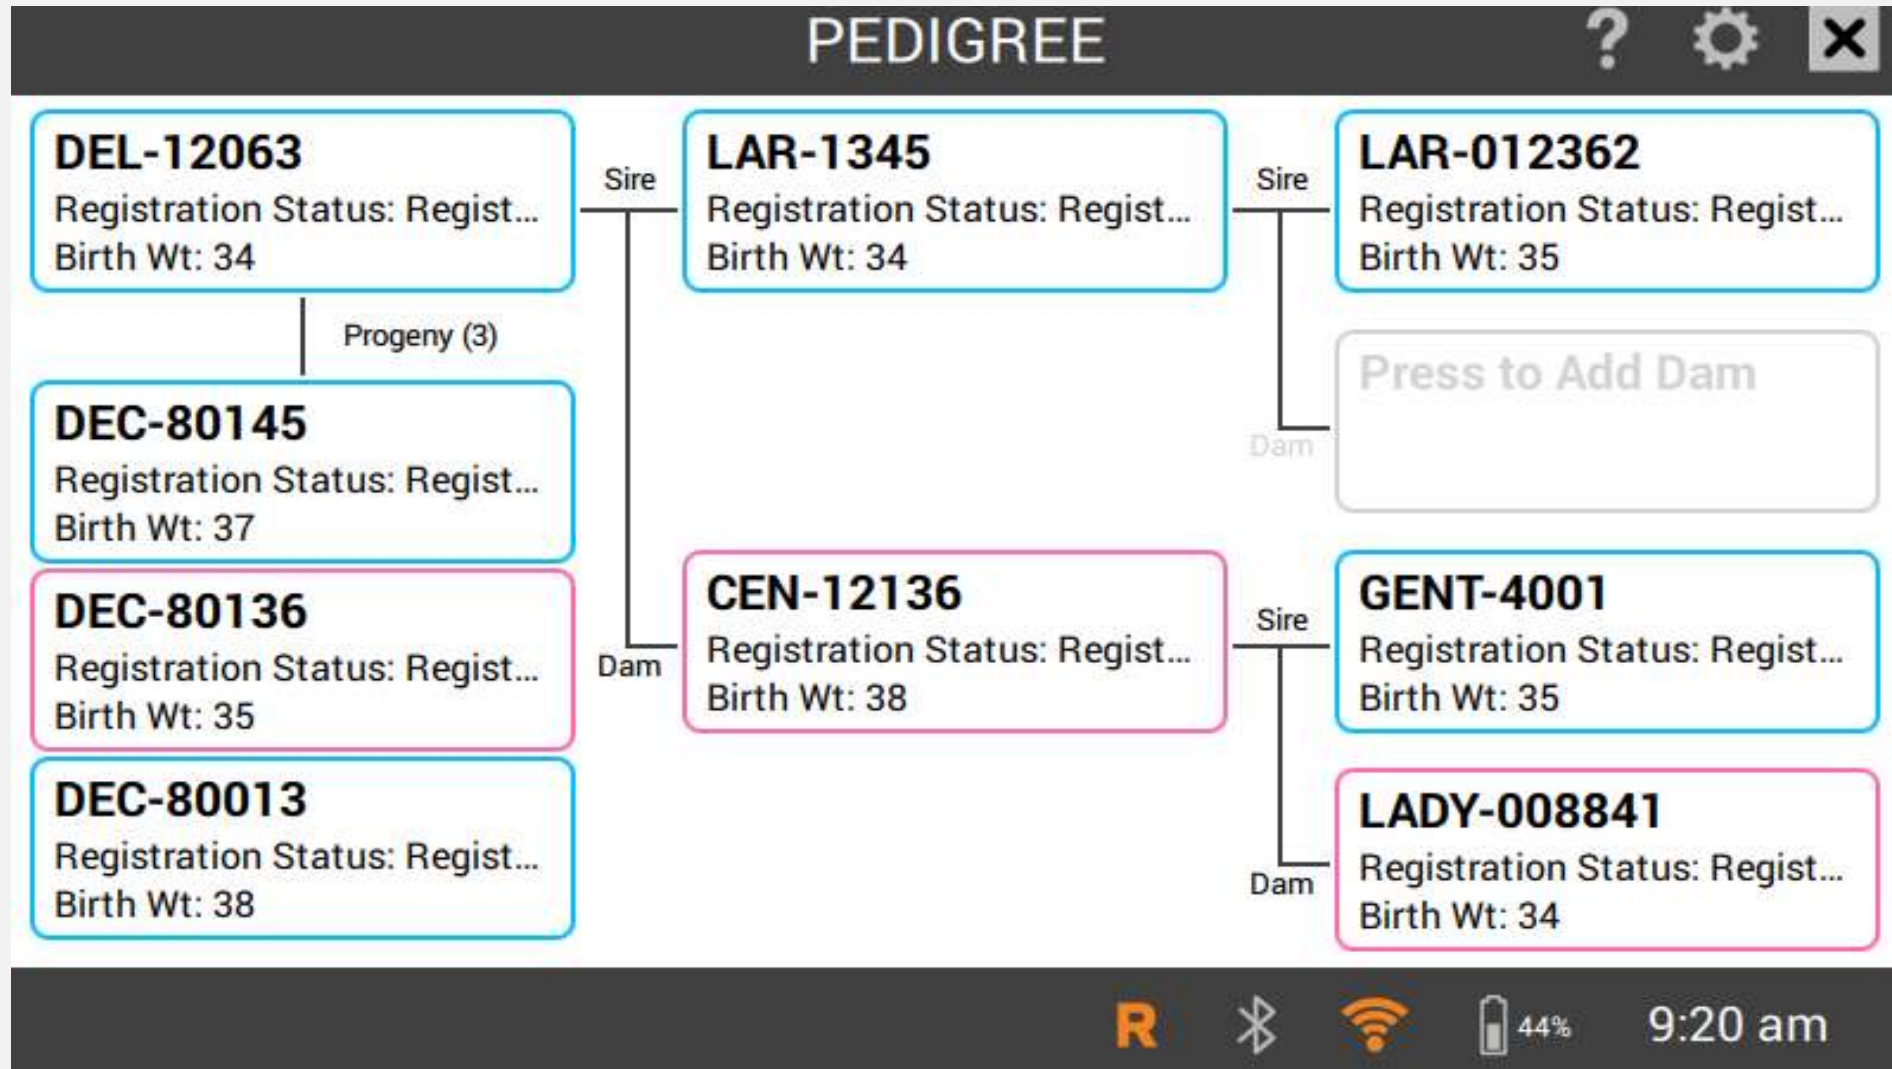 PEDIGREE
?
DEL-12063
Registration Status: Regist...
Birth Wt: 34
Sire
LAR-1345
Registration Status: Regist...
Birth Wt: 34
Sire
LAR-012362
Registration Status: Regist...
Birth Wt: 35
Progeny (3)
Press to Add Dam
Dam
DEC-80145
Registration Status: Regist...
Birth Wt: 37
DEC-80136
Registration Status: Regist...
Birth Wt: 35
Dam
CEN-12136
Registration Status: Regist...
Birth Wt: 38
Sire
GENT-4001
Registration Status: Regist...
Birth Wt: 35
DEC-80013
Registration Status: Regist...
Birth Wt: 38
Dam
LADY-008841
Registration Status: Regist...
Birth Wt: 34
R
44%
9:20 am